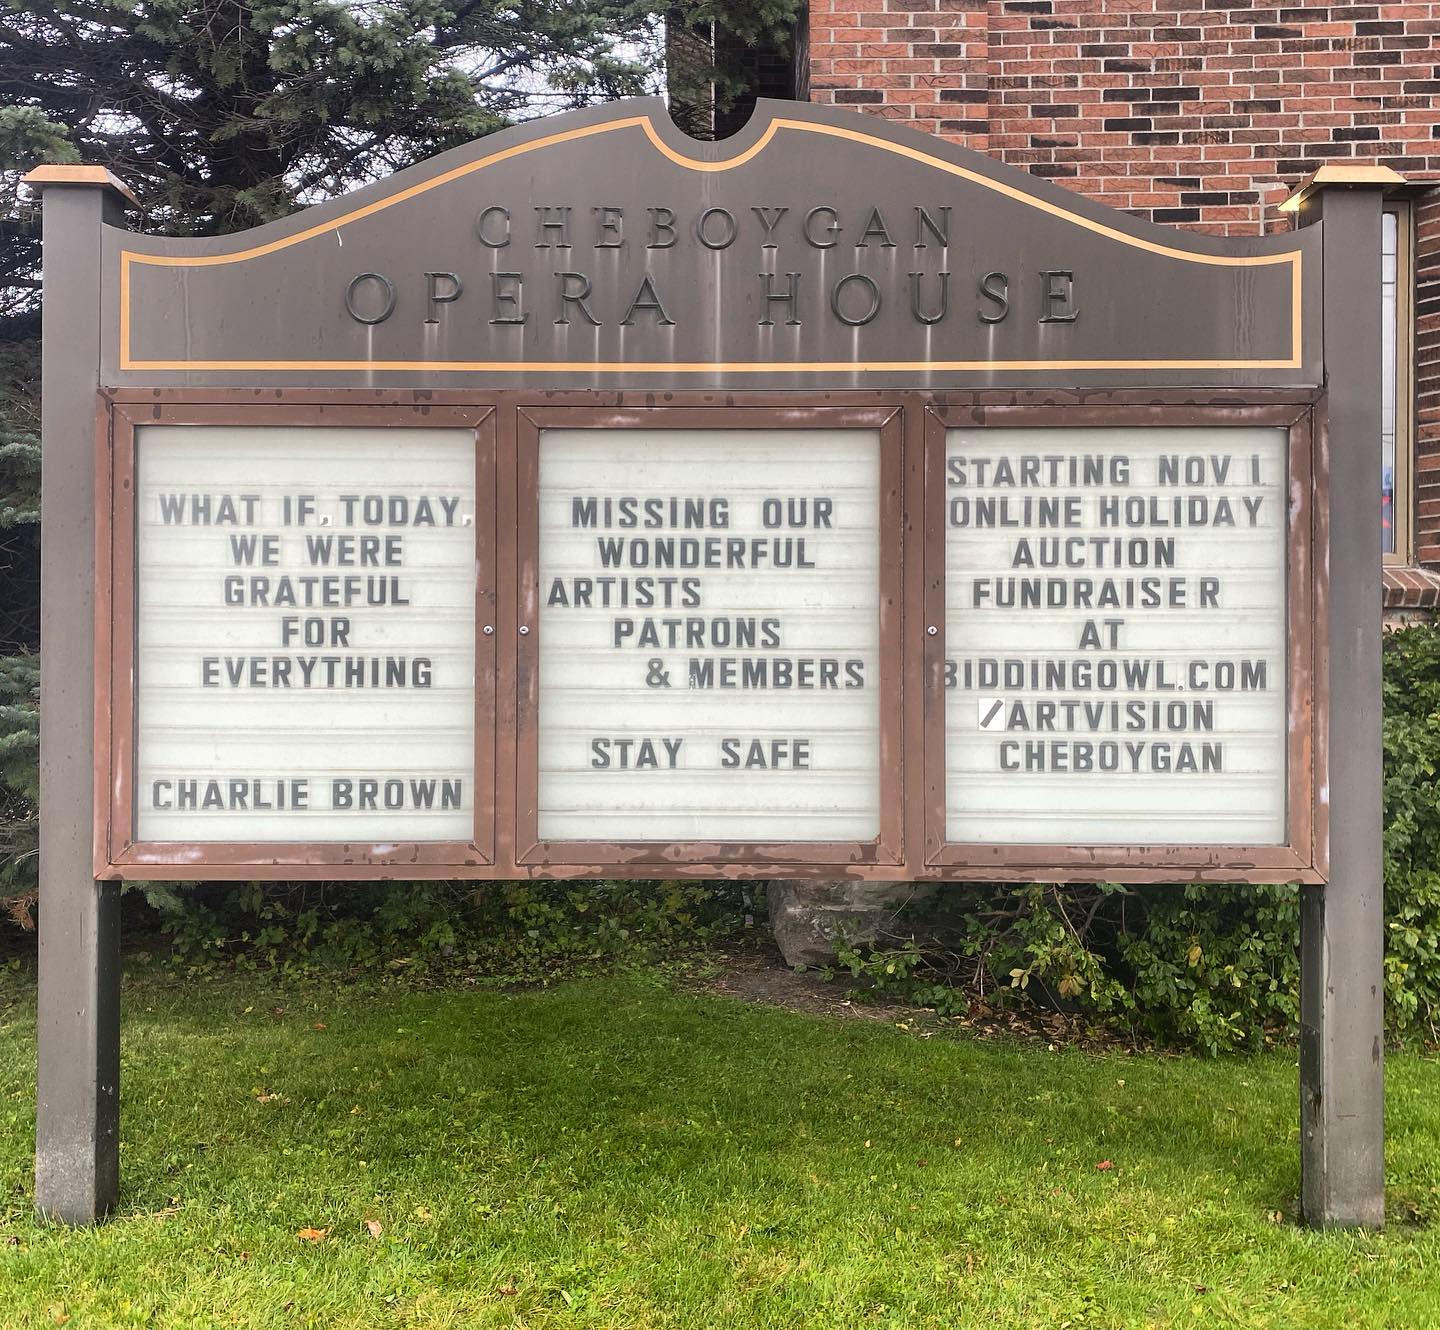 CHEBOYGAN
OPERA HOUSE
WHAT IF, TODAY,
WE WERE
GRATEFUL
FOR
EVERYTHING
CHARLIE BROWN
MISSING OUR
WONDERFUL
ARTISTS
PATRONS
& MEMBERS
STAY SAFE
STARTING NOV 1
ONLINE HOLIDAY
AUCTION
FUNDRAISER
AT
BIDDINGOWL.COM
/ARTVISION
CHEBOYGAN